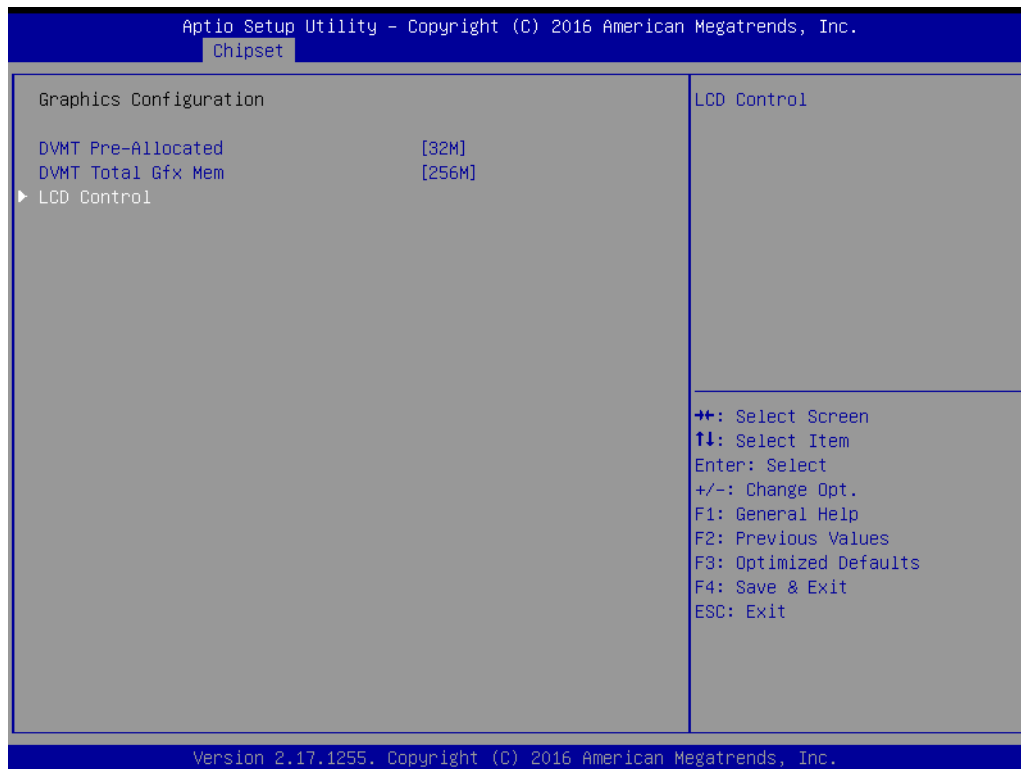 Aptio Setup Utility - Copyright (C) 2016 American Megatrends, Inc.
Chipset
Graphics Configuration
DVMT Pre-Allocated [32M]
DVMT Total Gfx Mem [256M]
▶ LCD Control
LCD Control
→←: Select Screen
↑↓: Select Item
Enter: Select
+/-: Change Opt.
F1: General Help
F2: Previous Values
F3: Optimized Defaults
F4: Save & Exit
ESC: Exit
Version 2.17.1255. Copyright (C) 2016 American Megatrends, Inc.